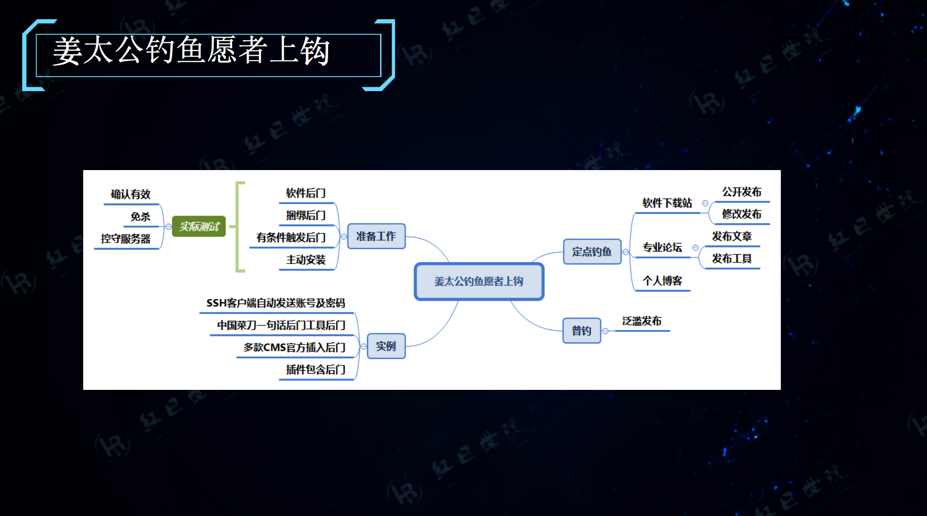 姜太公钓鱼愿者上钩
确认有效
免杀
控守服务器
实际测试
软件后门
捆绑后门
有条件触发后门
主动安装
准备工作
SSH客户端自动发送账号及密码
中国菜刀一句话后门工具后门
多款CMS官方插入后门
插件包含后门
实例
姜太公钓鱼愿者上钩
定点钓鱼
软件下载站
公开发布
修改发布
专业论坛
发布文章
发布工具
个人博客
普钓
泛滥发布